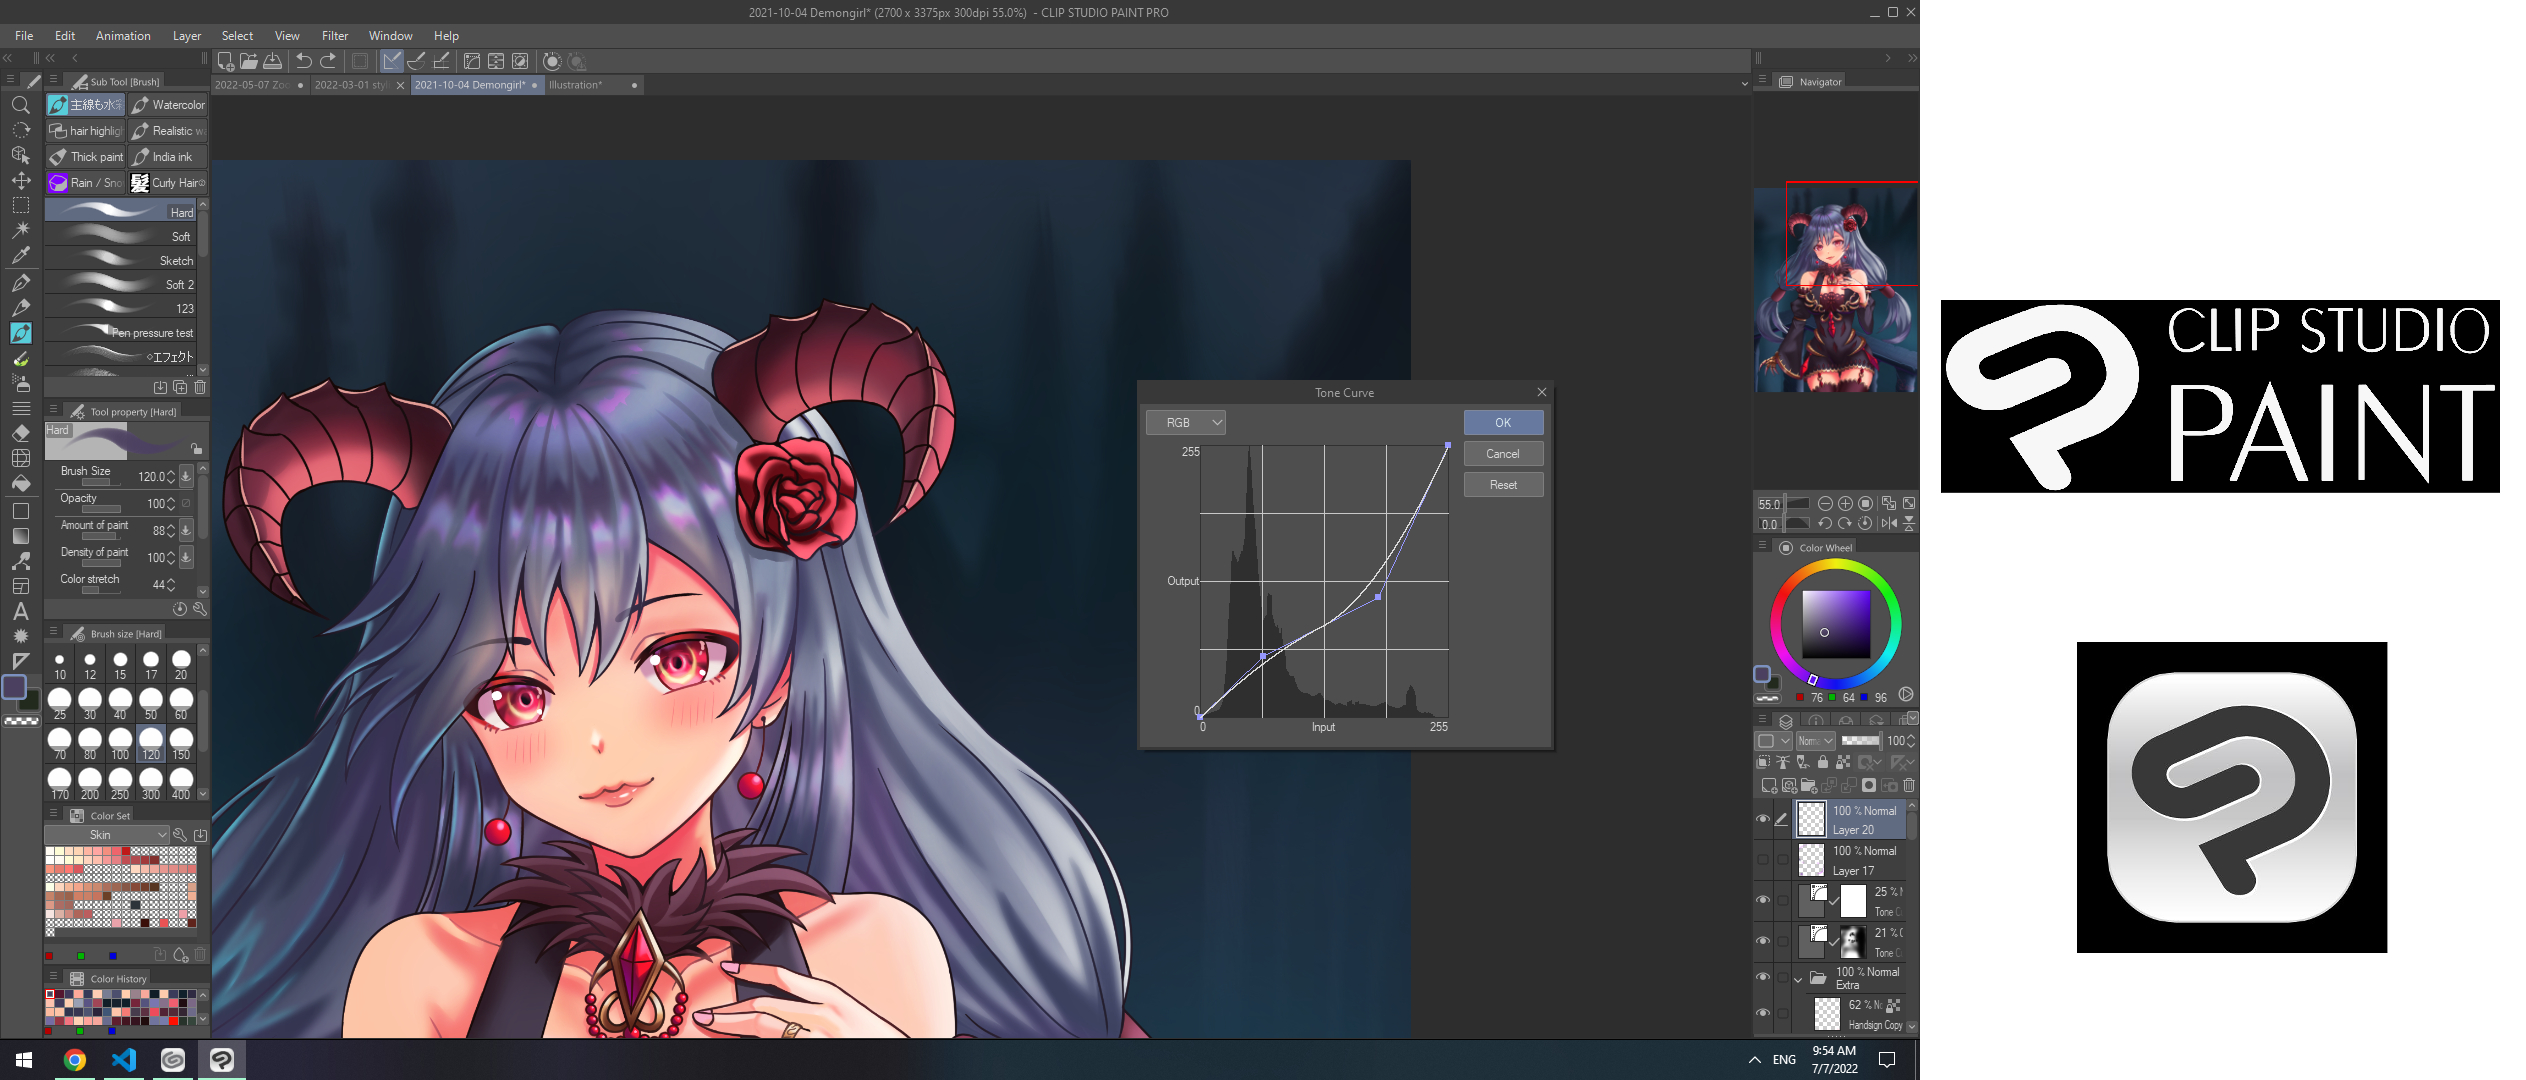 2021-10-04 Demongirl* (2700 x 3375px 300dpi 55.0%) - CLIP STUDIO PAINT PRO
File Edit Animation Layer Select View Filter Window Help
Sub Tool [Brush]
2022-05-07 Zo
2022-03-01 styl
2021-10-04 Demongirl*
Illustration*
Navigator
主線も水
Watercolor
hair highlig
Realistic w
Thick paint
India ink
Rain / Sno
髪
Curly Hair
Hard
Soft
Sketch
Soft 2
123
Pen pressure test
◇エフェクト
Tool property [Hard]
Hard
Brush Size 120.0
Opacity 100
Amount of paint 88
Density of paint 100
Color stretch 44
Brush size [Hard]
10 12 15 17 20
25 30 40 50 60
70 80 100 120 150
170 200 250 300 400
Color Set
Skin
Color History
Tone Curve
RGB
OK
Cancel
Reset
255
Output
0
0 Input 255
55.0
0.0
Color Wheel
76 64 96
Norma 100
100 % Normal
Layer 20
100 % Normal
Layer 17
25 %
Tone C
21 %
Tone C
100 % Normal
Extra
62 % No
Handsign Copy
ENG
9:54 AM
7/7/2022
CLIP STUDIO
PAINT